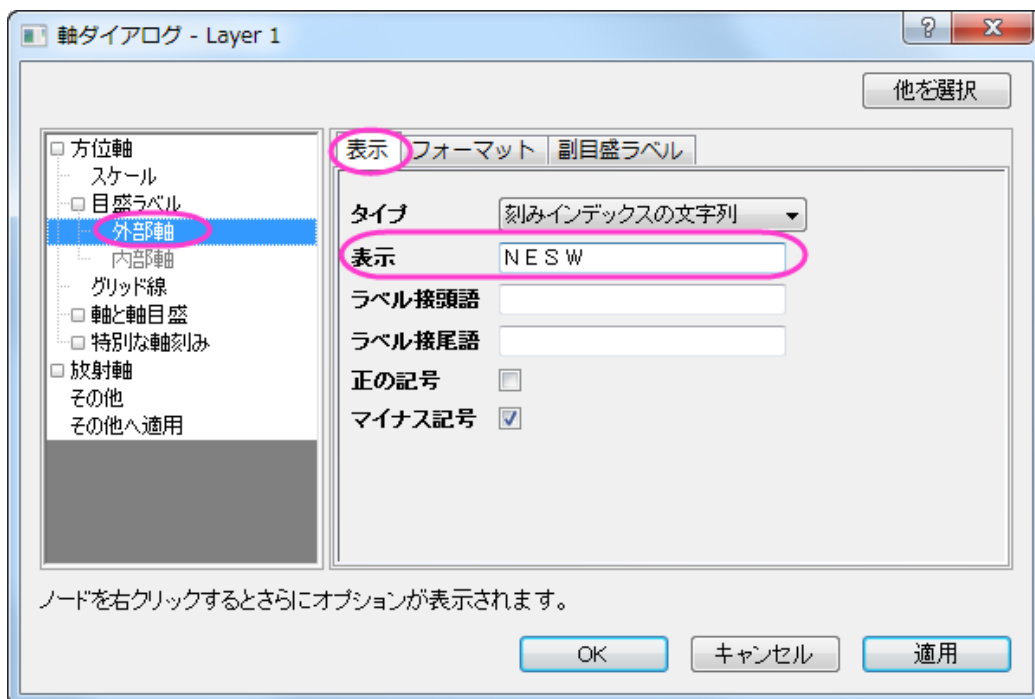 軸ダイアログ - Layer 1
他を選択
方位軸
スケール
目盛ラベル
外部軸
内部軸
グリッド線
軸と軸目盛
特別な軸刻み
放射軸
その他
その他へ適用
表示 フォーマット 副目盛ラベル
タイプ 刻みインデックスの文字列
表示 N E S W
ラベル接頭語
ラベル接尾語
正の記号
マイナス記号
ノードを右クリックするとさらにオプションが表示されます。
OK キャンセル 適用